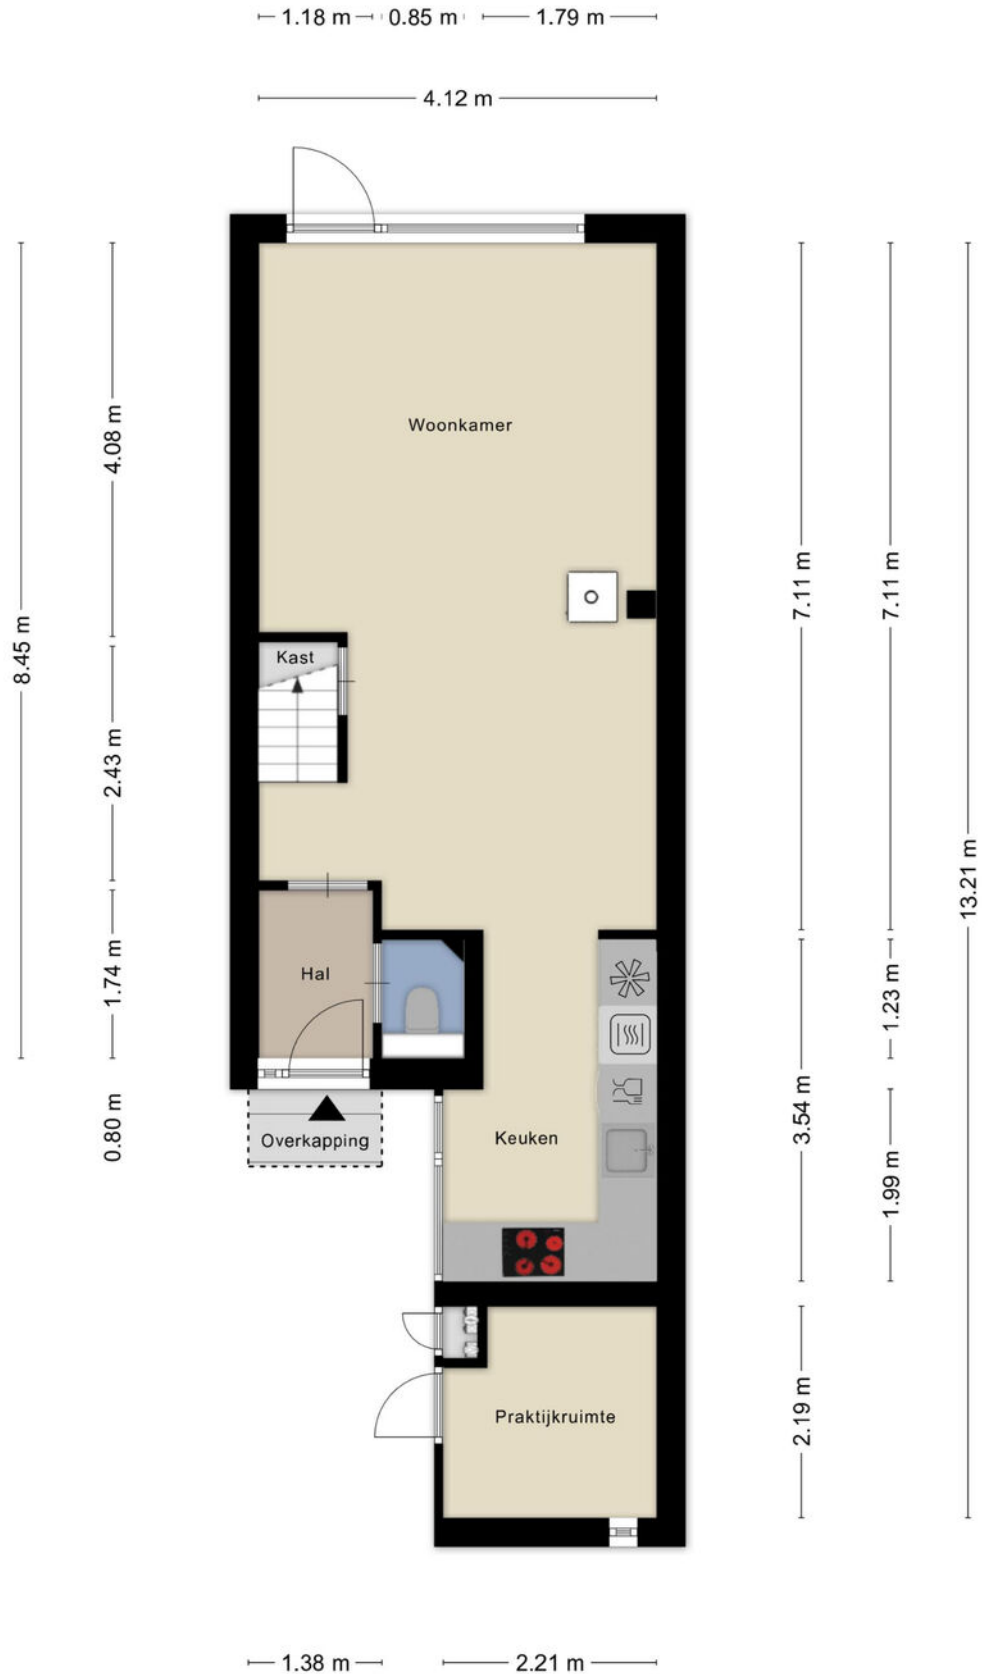 1.18 m 0.85 m 1.79 m
4.12 m
Woonkamer
4.08 m
7.11 m
7.11 m
8.45 m
Kast
2.43 m
13.21 m
Hal
1.74 m
1.23 m
0.80 m
Overkapping
Keuken
3.54 m
1.99 m
Praktijkruimte
2.19 m
1.38 m 2.21 m